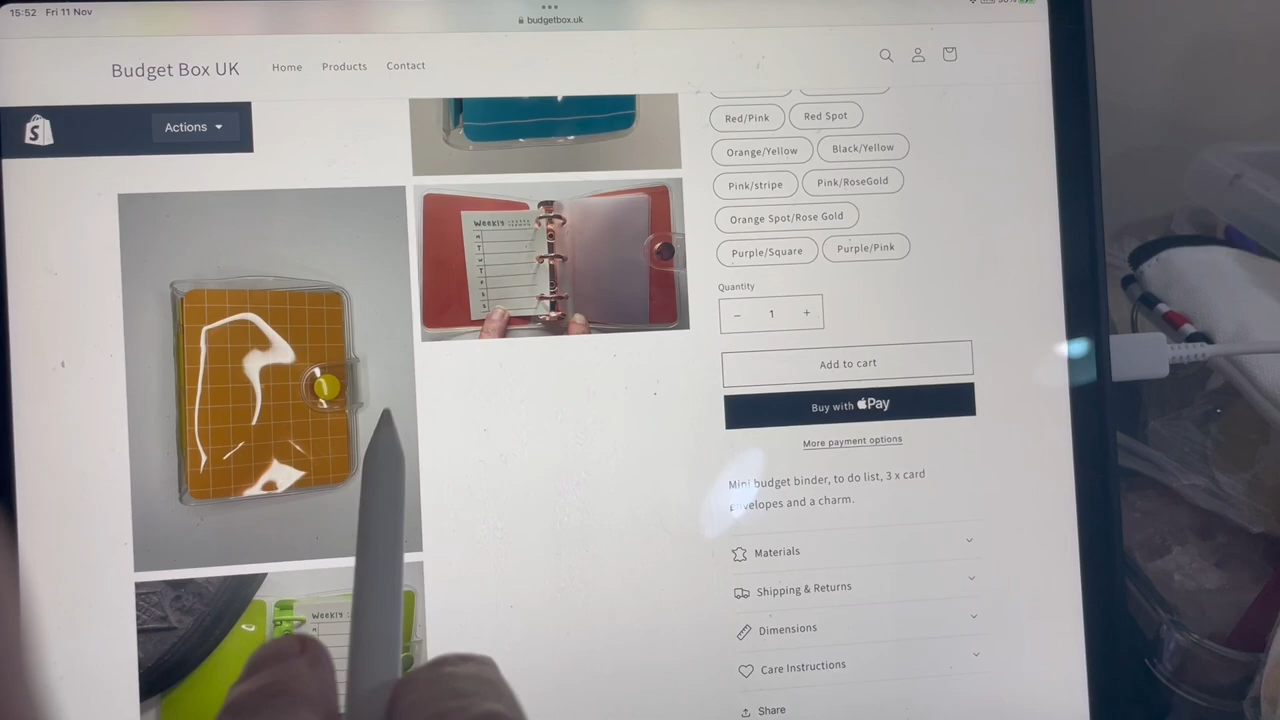 15:52 Fri 11 Nov
budgetbox.uk
Budget Box UK
Home Products Contact
S
Actions
Red/Pink
Red Spot
Orange/Yellow
Black/Yellow
Pink/stripe
Pink/RoseGold
Orange Spot/Rose Gold
Purple/Square
Purple/Pink
Weekly
M
T
W
T
F
S
S
Quantity
− 1 +
Add to cart
Buy with Pay
More payment options
Mini budget binder, to do list, 3 x card
envelopes and a charm.
Materials
Shipping & Returns
Dimensions
Care Instructions
Share
Weekly